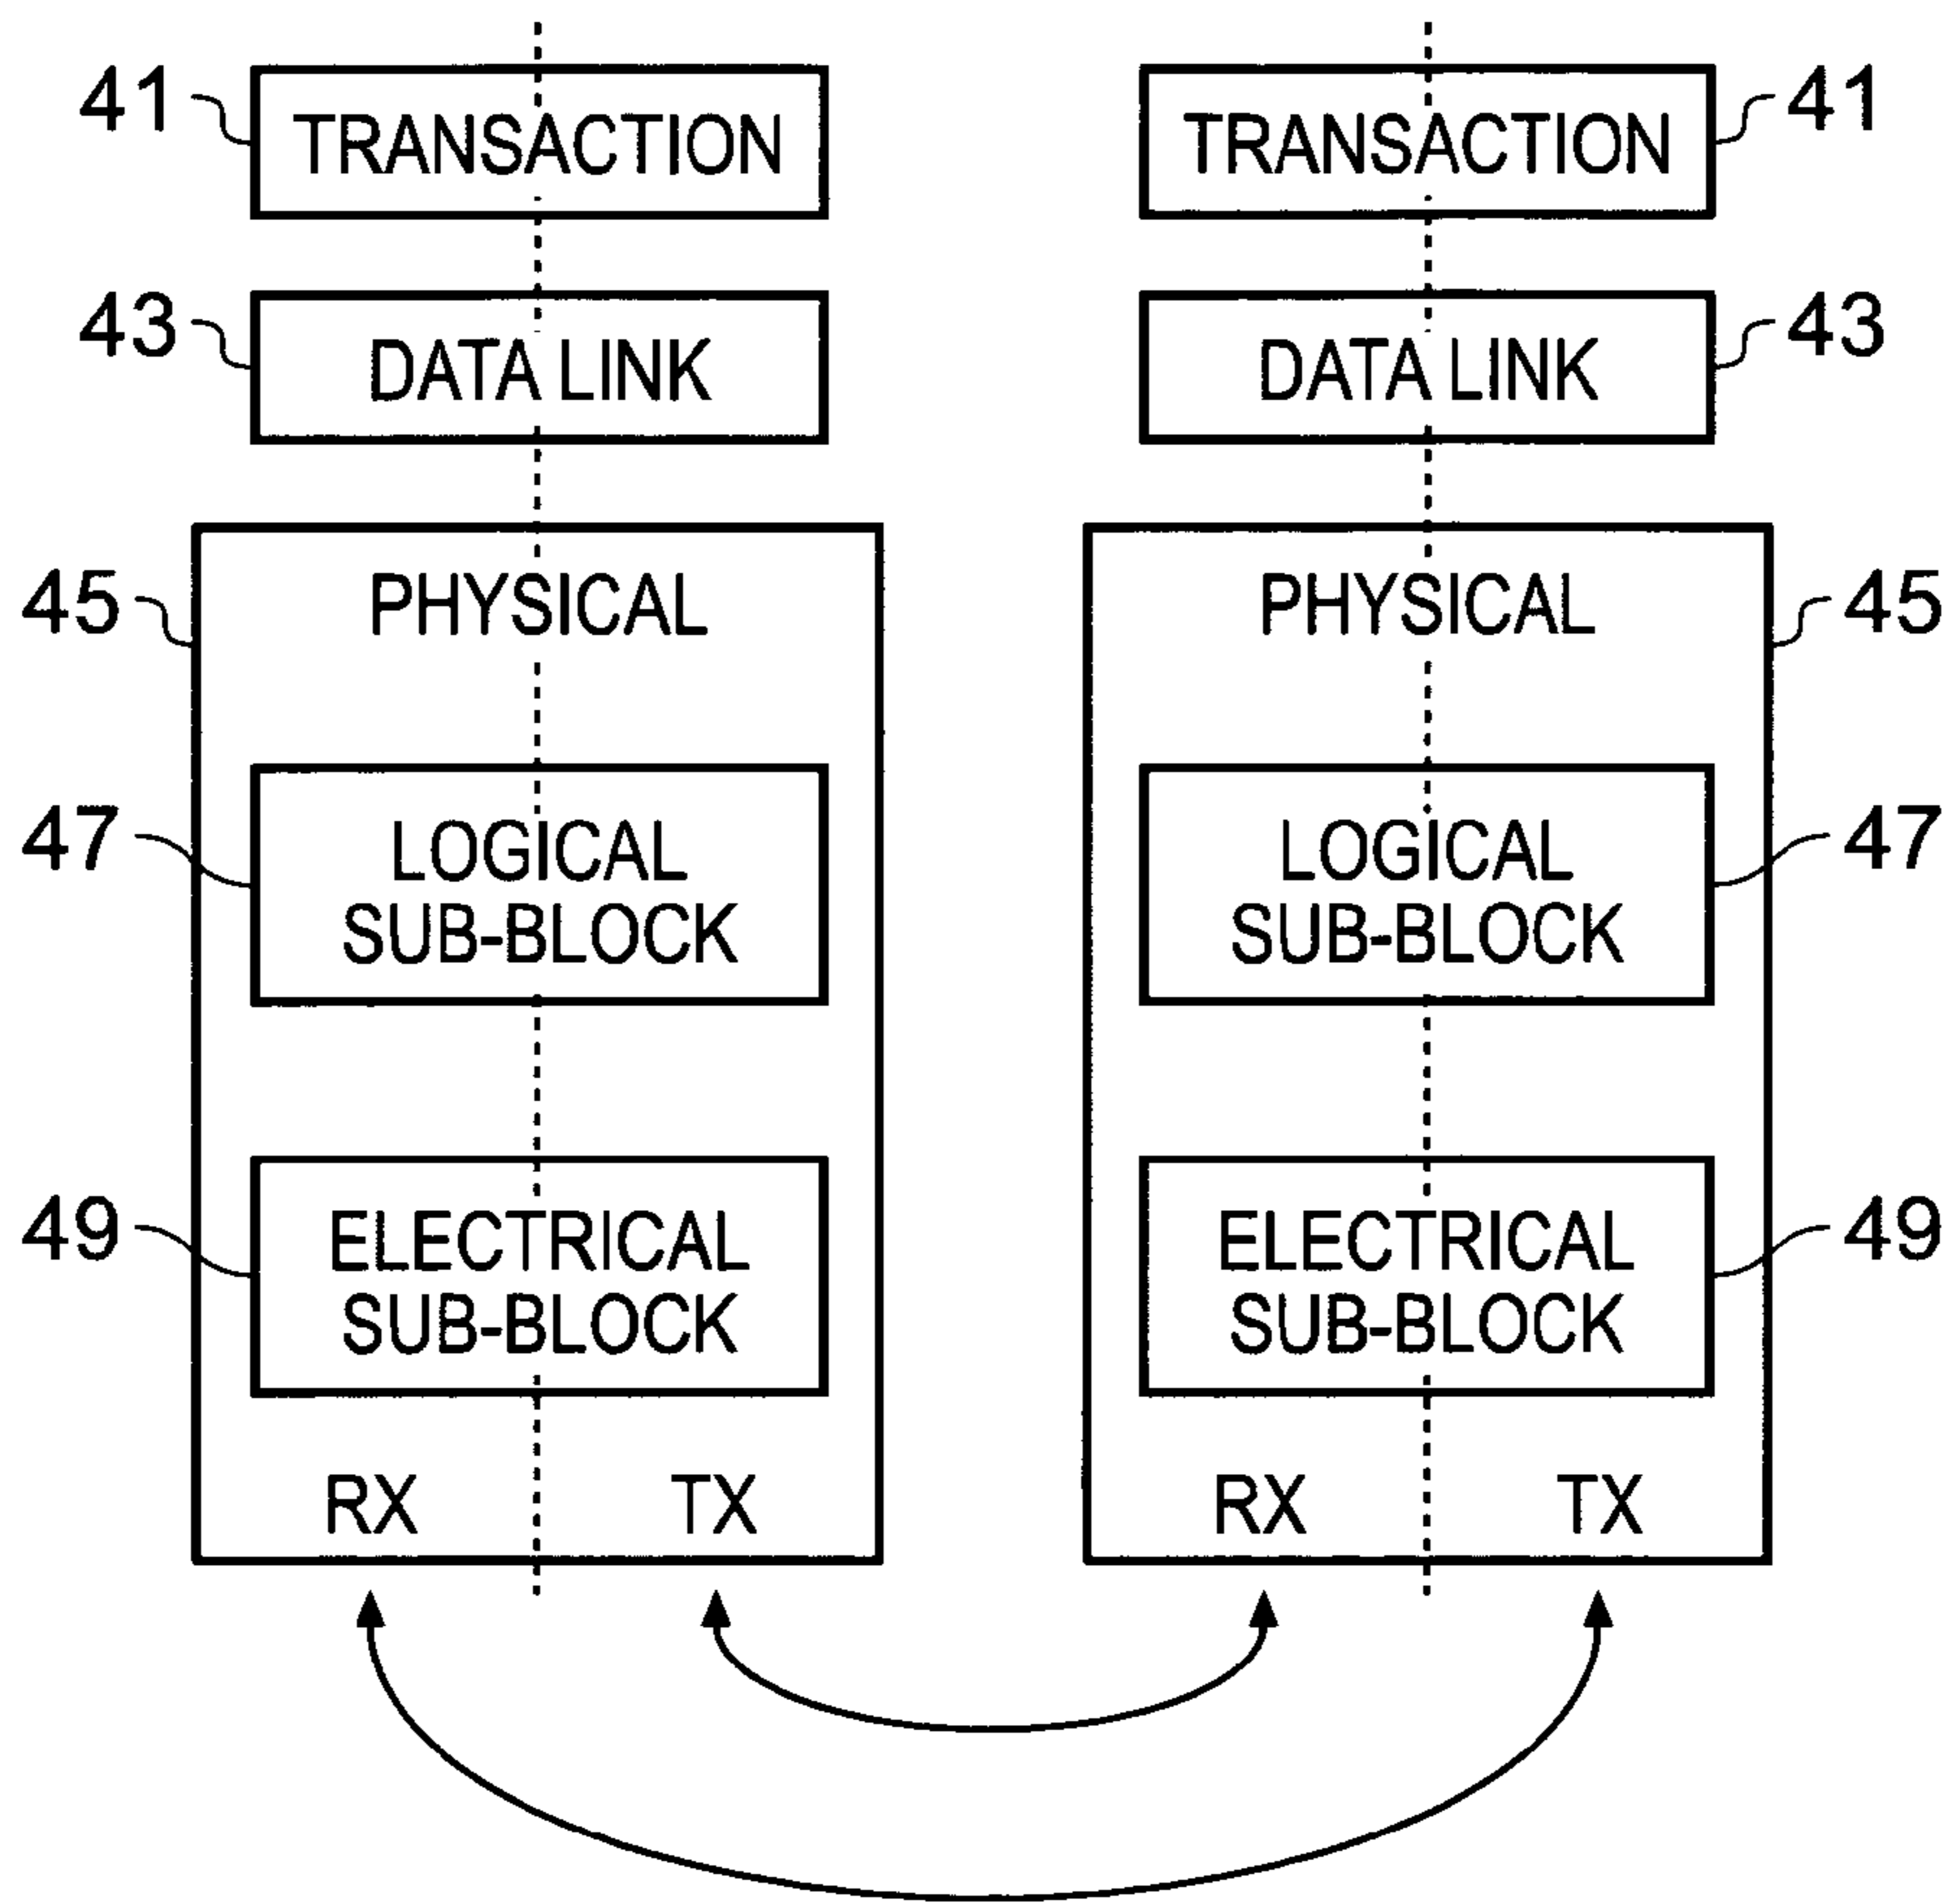 41 TRANSACTION TRANSACTION 41
43 DATA LINK DATA LINK 43
45 PHYSICAL PHYSICAL 45
47 LOGICAL SUB-BLOCK LOGICAL SUB-BLOCK 47
49 ELECTRICAL SUB-BLOCK ELECTRICAL SUB-BLOCK 49
RX TX RX TX